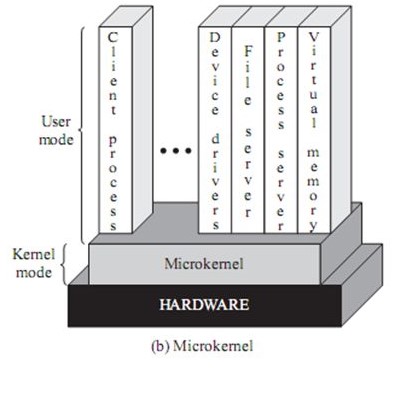 Client process
Device drivers
File server
Process server
Virtual memory
User
mode
...
Kernel
mode
Microkernel
HARDWARE
(b) Microkernel